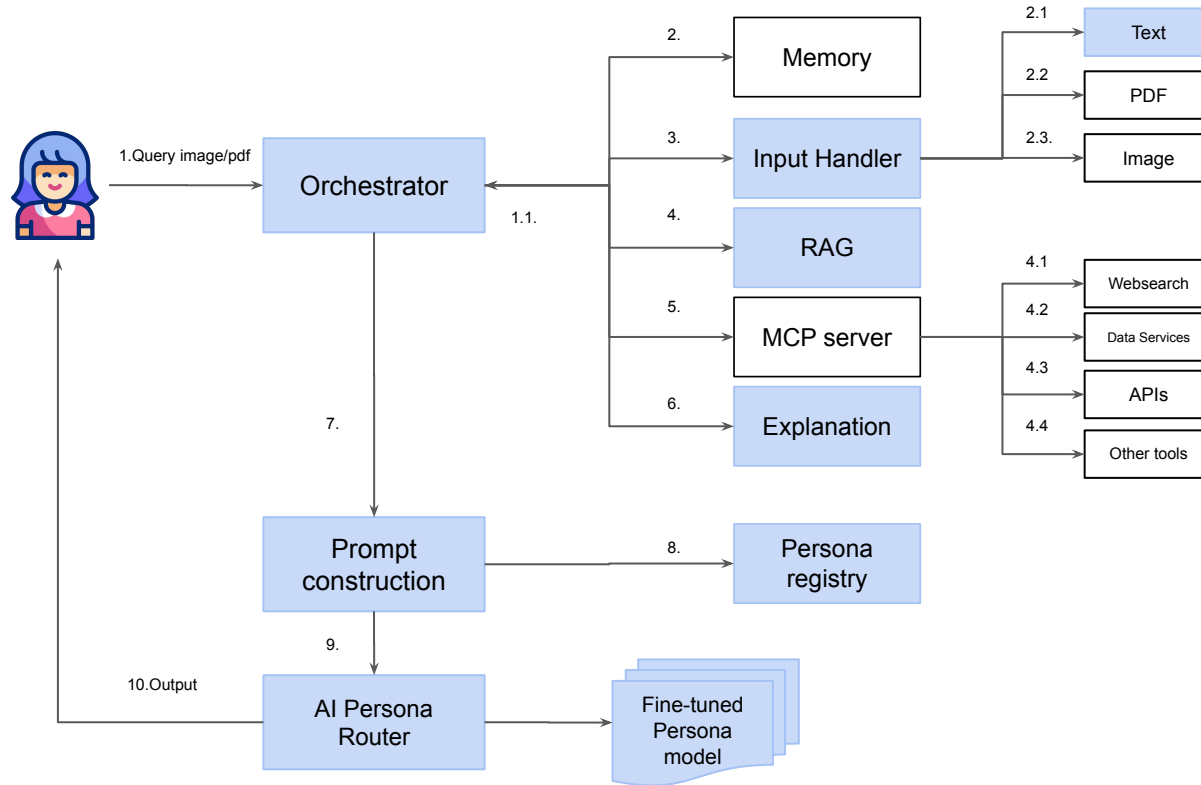 1.Query image/pdf
Orchestrator
1.1.
2.
Memory
3.
Input Handler
2.1
Text
2.2
PDF
2.3.
Image
4.
RAG
5.
MCP server
4.1
Websearch
4.2
Data Services
4.3
APIs
4.4
Other tools
6.
Explanation
7.
Prompt
construction
8.
Persona
registry
9.
AI Persona
Router
Fine-tuned
Persona
model
10.Output